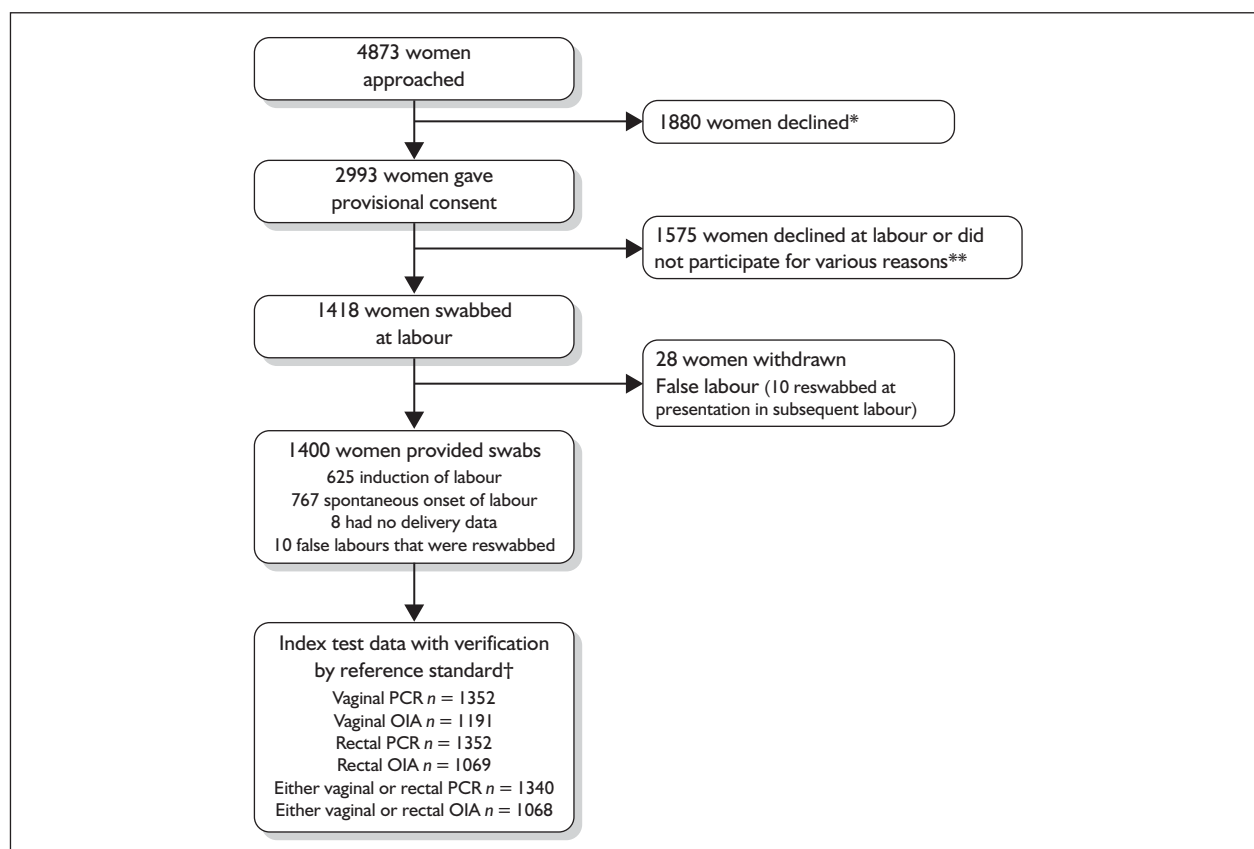 4873 women
approached
1880 women declined*
2993 women gave
provisional consent
1575 women declined at labour or did
not participate for various reasons**
1418 women swabbed
at labour
28 women withdrawn
False labour (10 reswabbed at
presentation in subsequent labour)
1400 women provided swabs
625 induction of labour
767 spontaneous onset of labour
8 had no delivery data
10 false labours that were reswabbed
Index test data with verification
by reference standard†
Vaginal PCR n = 1352
Vaginal OIA n = 1191
Rectal PCR n = 1352
Rectal OIA n = 1069
Either vaginal or rectal PCR n = 1340
Either vaginal or rectal OIA n = 1068